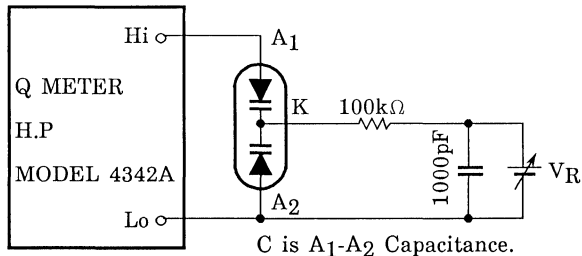 Hi
A1
Q METER
K
100kΩ
H.P
1000pF
MODEL 4342A
VR
A2
Lo
C is A1-A2 Capacitance.